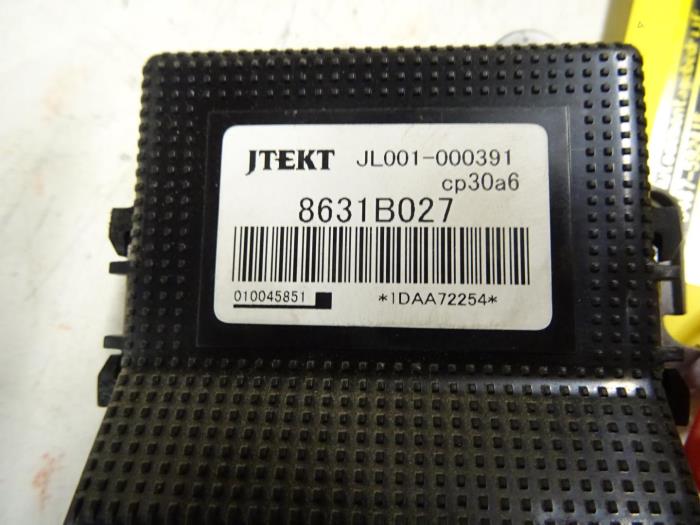 JTEKT JL001-000391
cp30a6
8631B027
010045851 *1DAA72254*